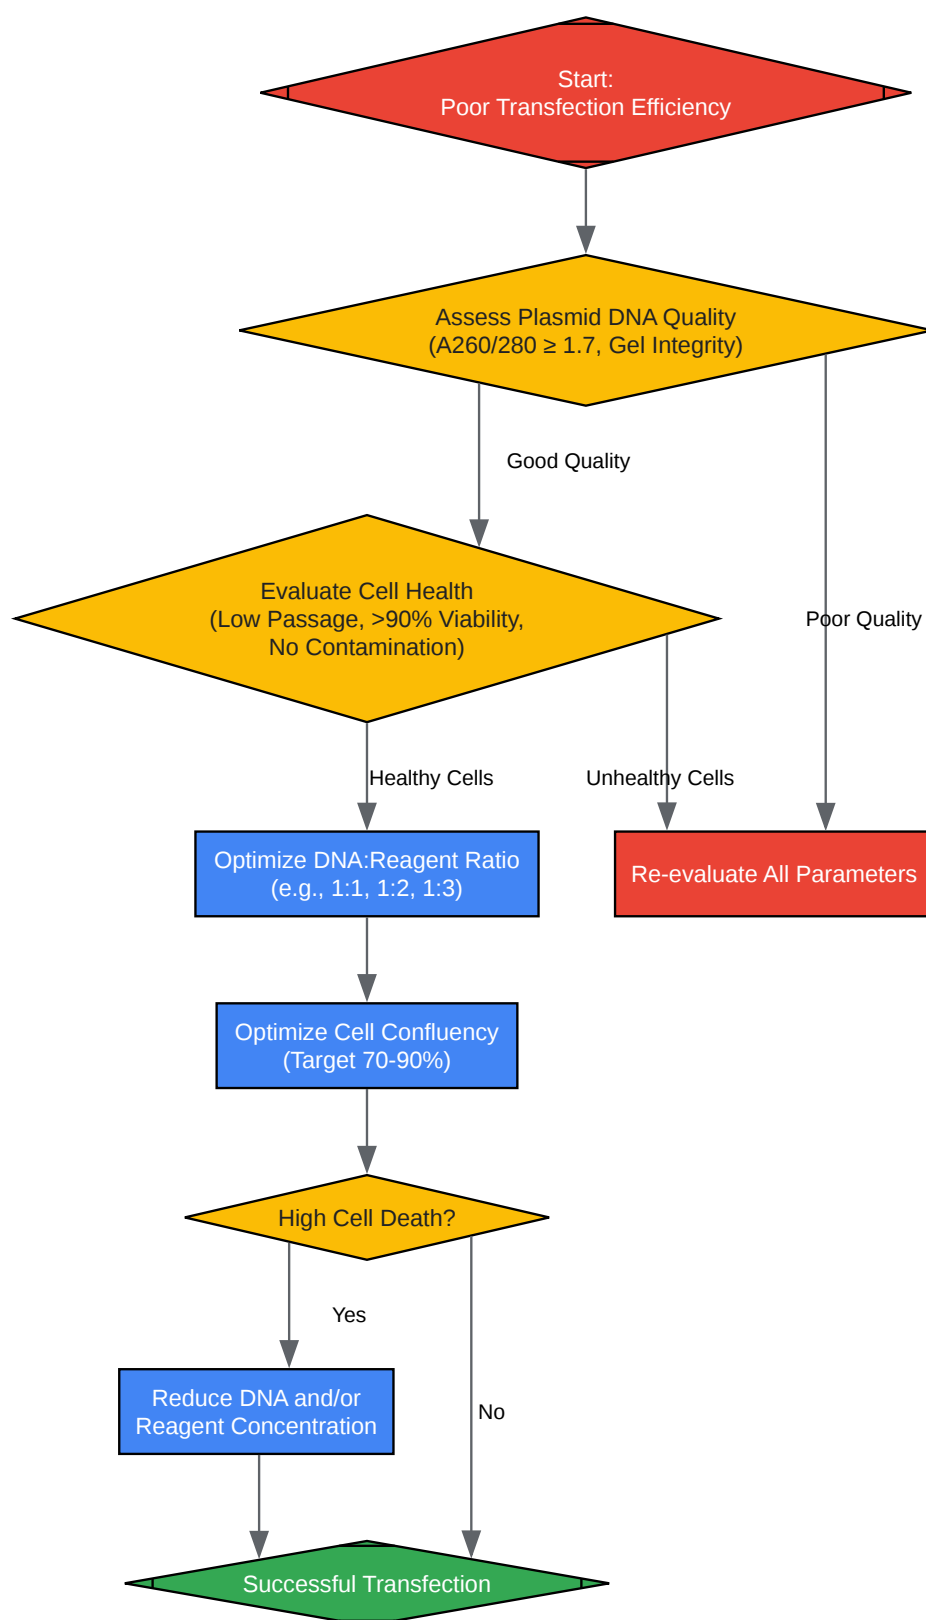 Start:
Poor Transfection Efficiency
Assess Plasmid DNA Quality
(A260/280 ≥ 1.7, Gel Integrity)
Good Quality
Evaluate Cell Health
(Low Passage, >90% Viability,
No Contamination)
Poor Quality
Healthy Cells
Unhealthy Cells
Optimize DNA:Reagent Ratio
(e.g., 1:1, 1:2, 1:3)
Re-evaluate All Parameters
Optimize Cell Confluency
(Target 70-90%)
High Cell Death?
Yes
Reduce DNA and/or
Reagent Concentration
No
Successful Transfection